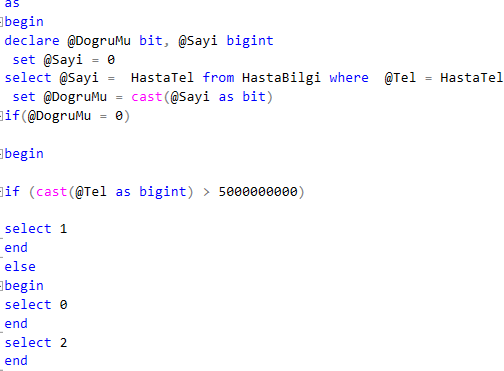 as
begin
declare @DogruMu bit, @Sayi bigint
set @Sayi = 0
select @Sayi =  HastaTel from HastaBilgi where  @Tel = HastaTel
set @DogruMu = cast(@Sayi as bit)
if(@DogruMu = 0)
begin
if (cast(@Tel as bigint) > 5000000000)
select 1
end
else
begin
select 0
end
select 2
end